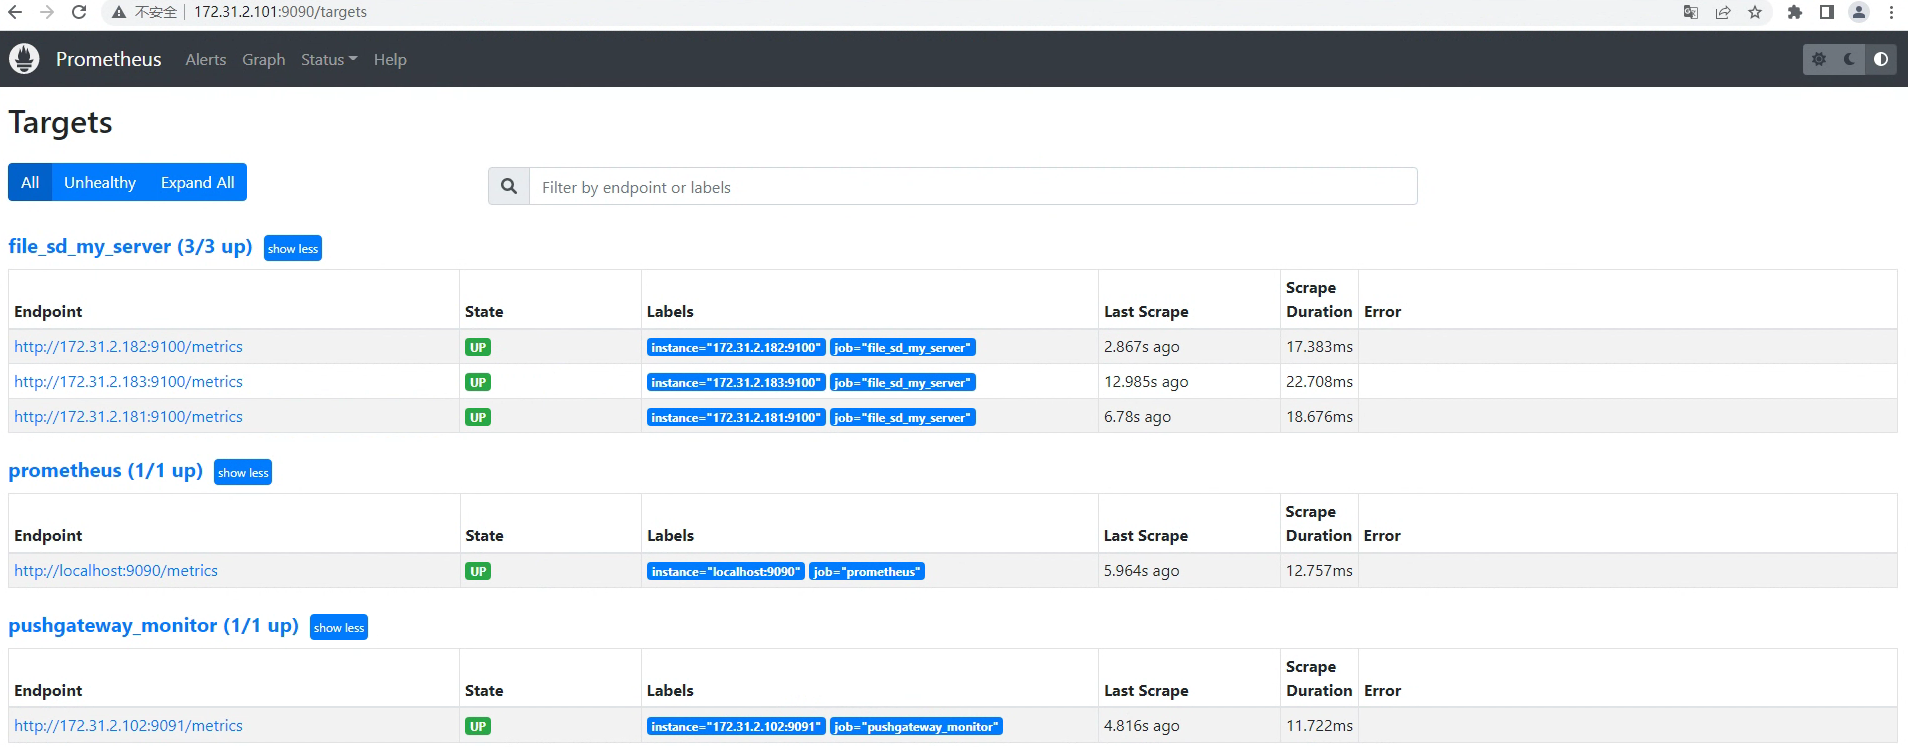 不安全 172.31.2.101:9090/targets
Prometheus Alerts Graph Status Help
Targets
All Unhealthy Expand All Filter by endpoint or labels
file_sd_my_server (3/3 up) show less
Endpoint State Labels Last Scrape Scrape Duration Error
http://172.31.2.182:9100/metrics UP instance="172.31.2.182:9100" job="file_sd_my_server" 2.867s ago 17.383ms
http://172.31.2.183:9100/metrics UP instance="172.31.2.183:9100" job="file_sd_my_server" 12.985s ago 22.708ms
http://172.31.2.181:9100/metrics UP instance="172.31.2.181:9100" job="file_sd_my_server" 6.78s ago 18.676ms
prometheus (1/1 up) show less
Endpoint State Labels Last Scrape Scrape Duration Error
http://localhost:9090/metrics UP instance="localhost:9090" job="prometheus" 5.964s ago 12.757ms
pushgateway_monitor (1/1 up) show less
Endpoint State Labels Last Scrape Scrape Duration Error
http://172.31.2.102:9091/metrics UP instance="172.31.2.102:9091" job="pushgateway_monitor" 4.816s ago 11.722ms